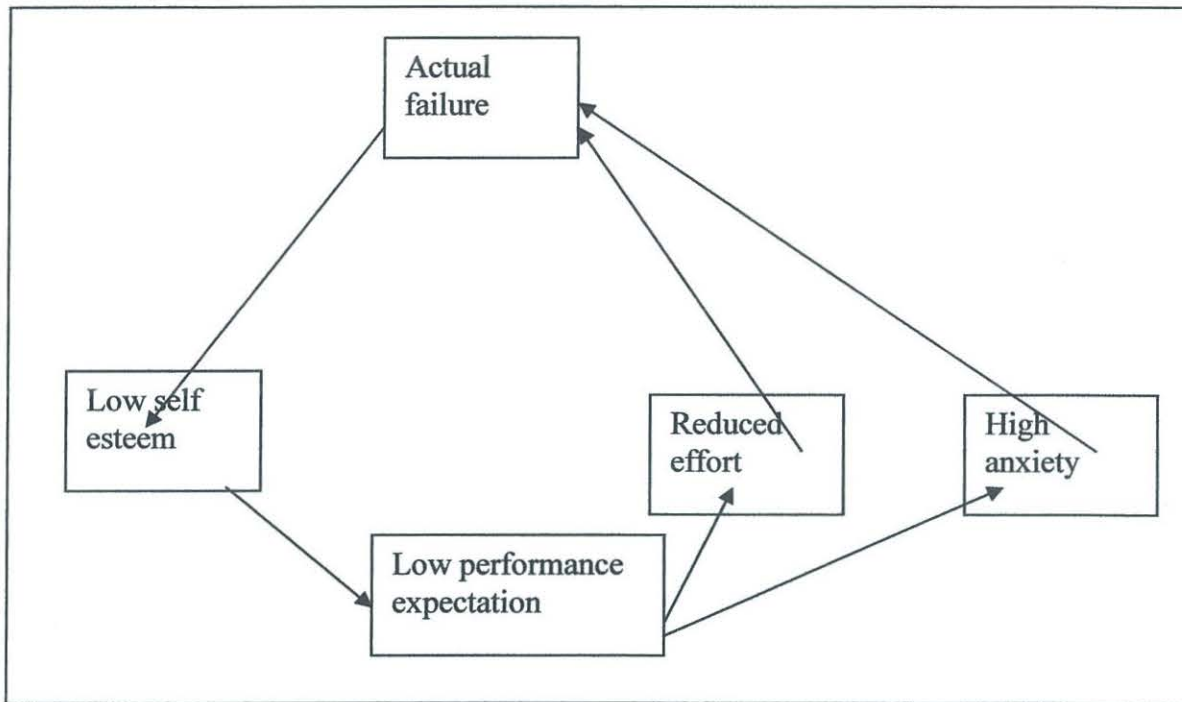 Actual
failure
Low self
esteem
Reduced
effort
High
anxiety
Low performance
expectation